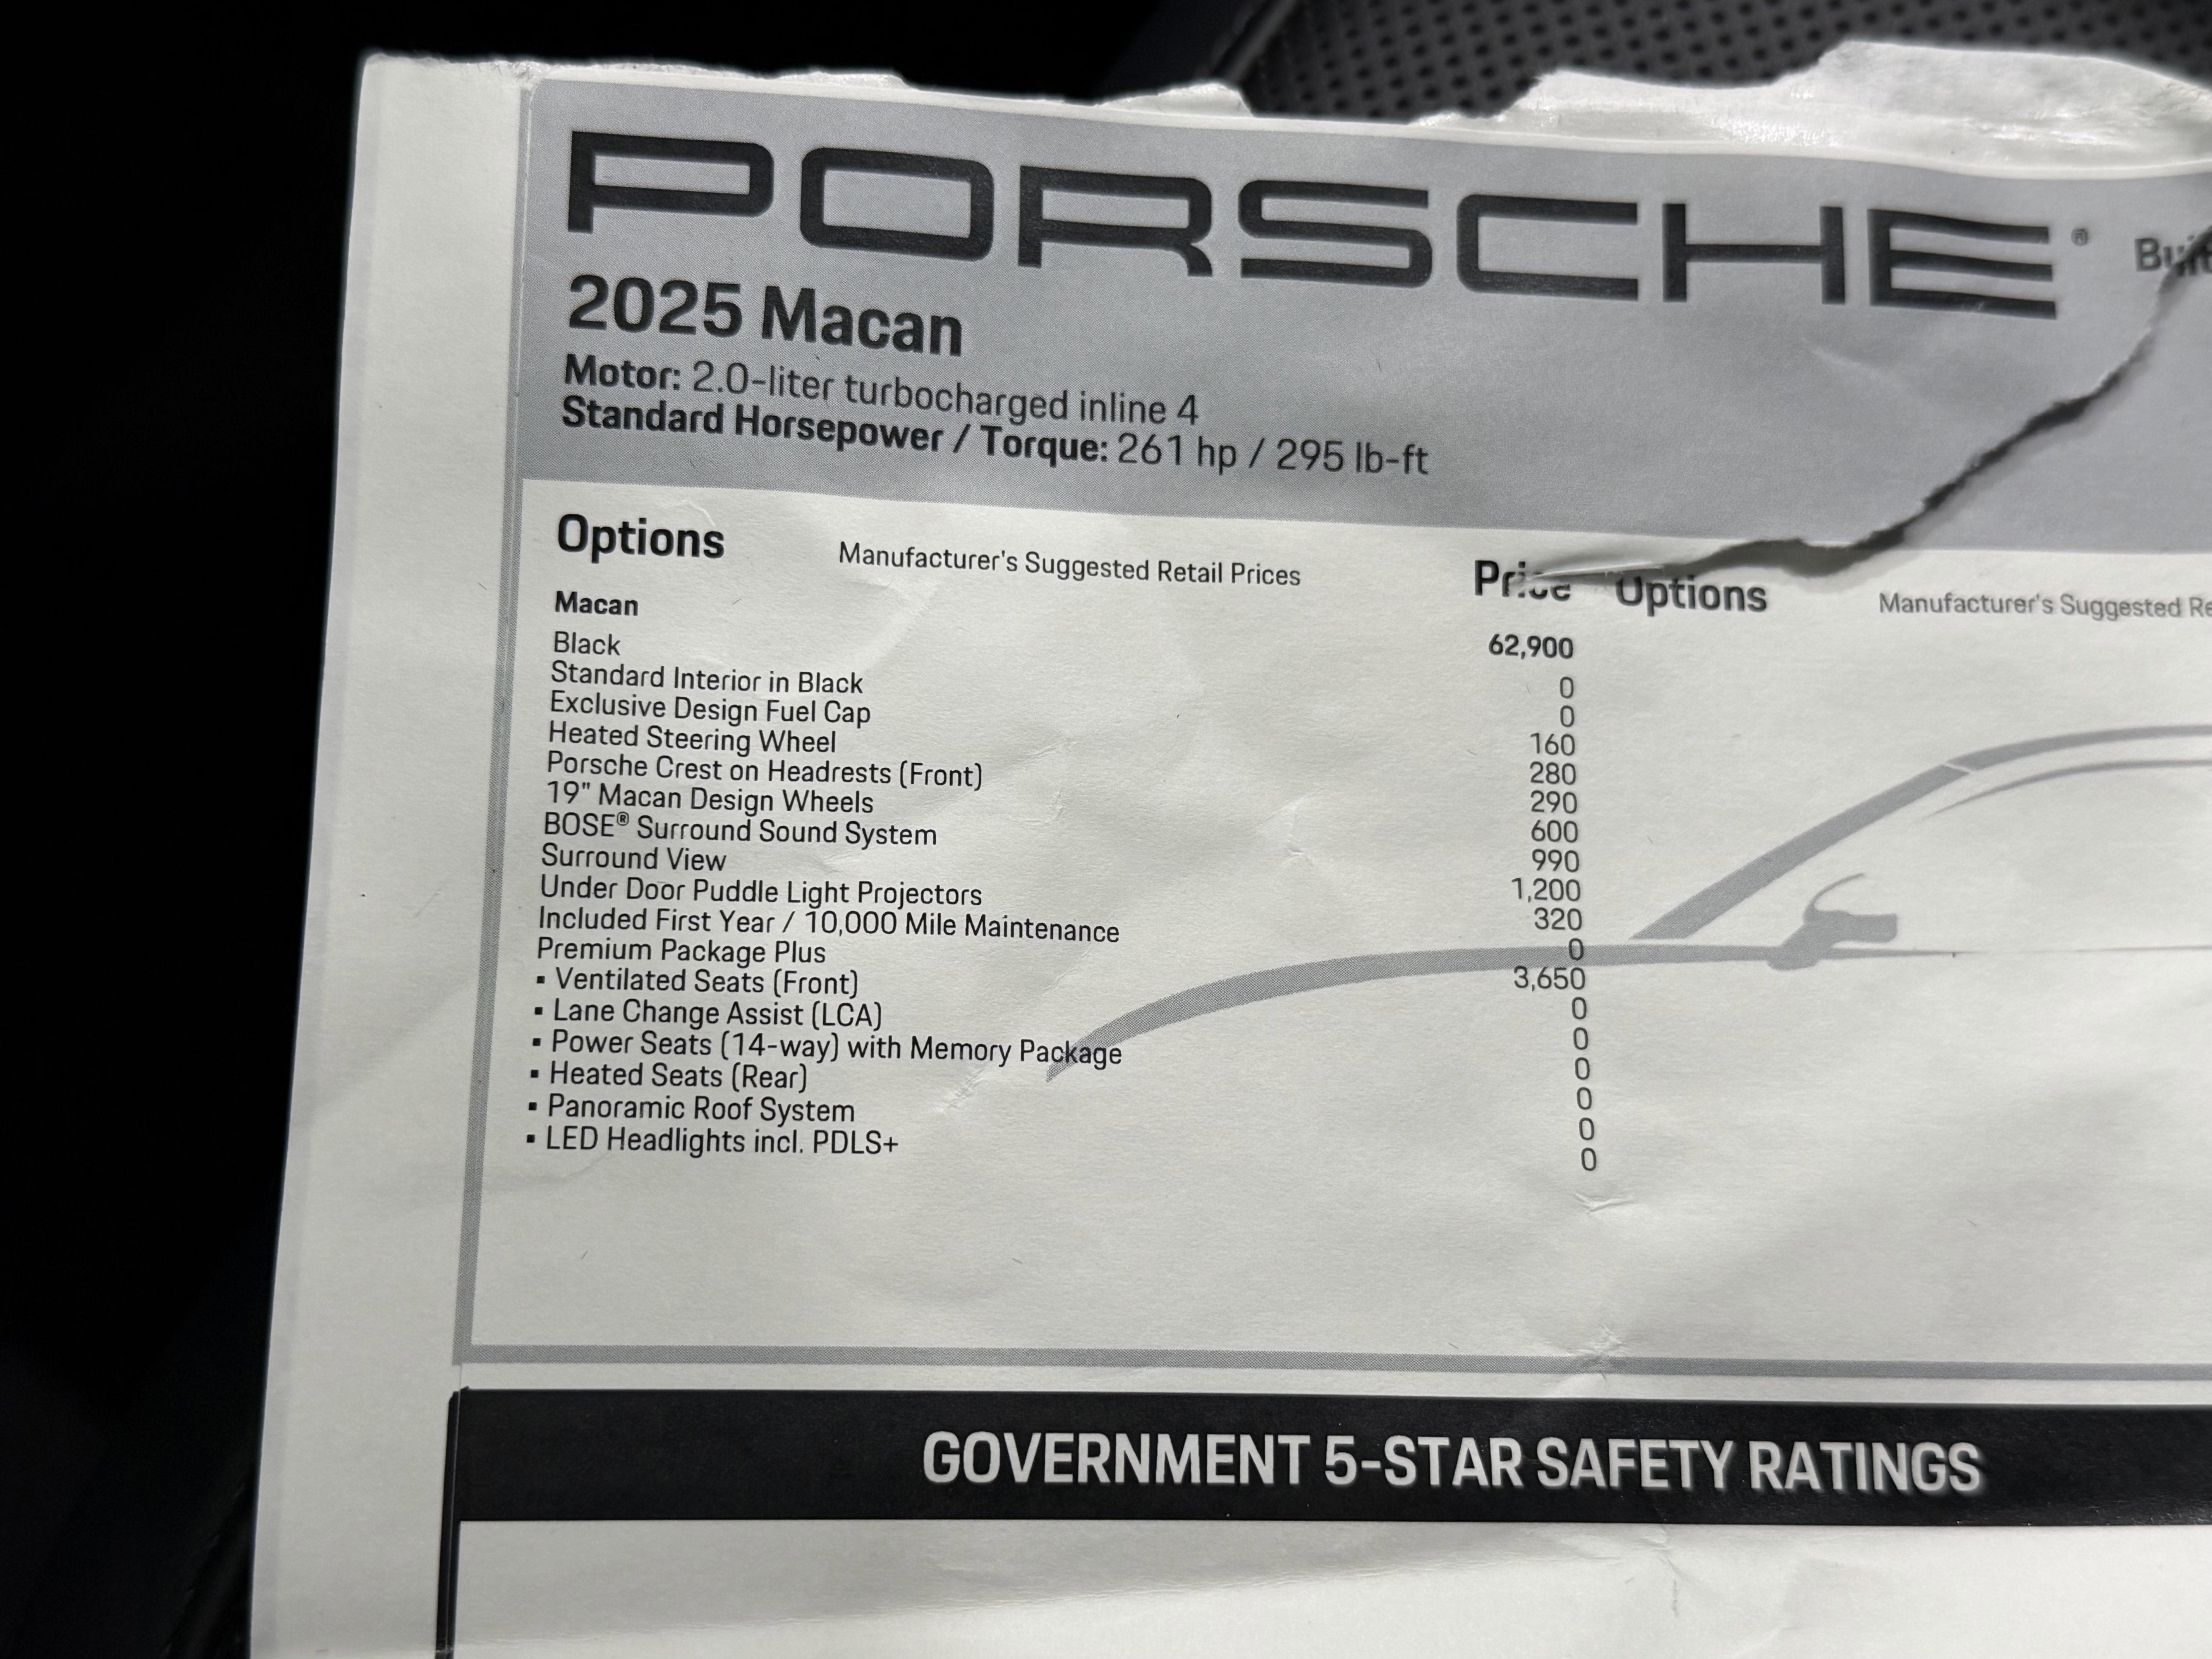 PORSCHE®
2025 Macan
Motor: 2.0-liter turbocharged inline 4
Standard Horsepower / Torque: 261 hp / 295 lb-ft
Options Manufacturer's Suggested Retail Prices Price Options Manufacturer's Suggested
Macan 62,900
Black 0
Standard Interior in Black 0
Exclusive Design Fuel Cap 160
Heated Steering Wheel 280
Porsche Crest on Headrests (Front) 290
19" Macan Design Wheels 600
BOSE® Surround Sound System 990
Surround View 1,200
Under Door Puddle Light Projectors 320
Included First Year / 10,000 Mile Maintenance 0
Premium Package Plus 3,650
▪ Ventilated Seats (Front) 0
▪ Lane Change Assist (LCA) 0
▪ Power Seats (14-way) with Memory Package 0
▪ Heated Seats (Rear) 0
▪ Panoramic Roof System 0
▪ LED Headlights incl. PDLS+ 0
GOVERNMENT 5-STAR SAFETY RATINGS